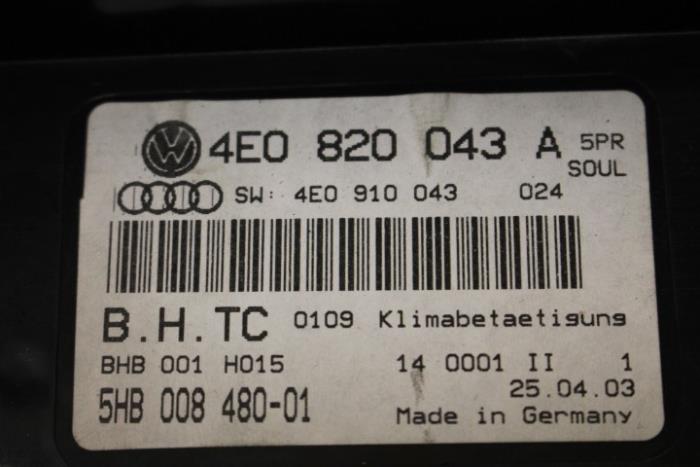 4E0 820 043 A 5PR
SOUL
SW: 4E0 910 043 024
B.H.TC 0109 Klimabetaetigung
BHB 001 H015 14 0001 II 1
25.04.03
5HB 008 480-01 Made in Germany